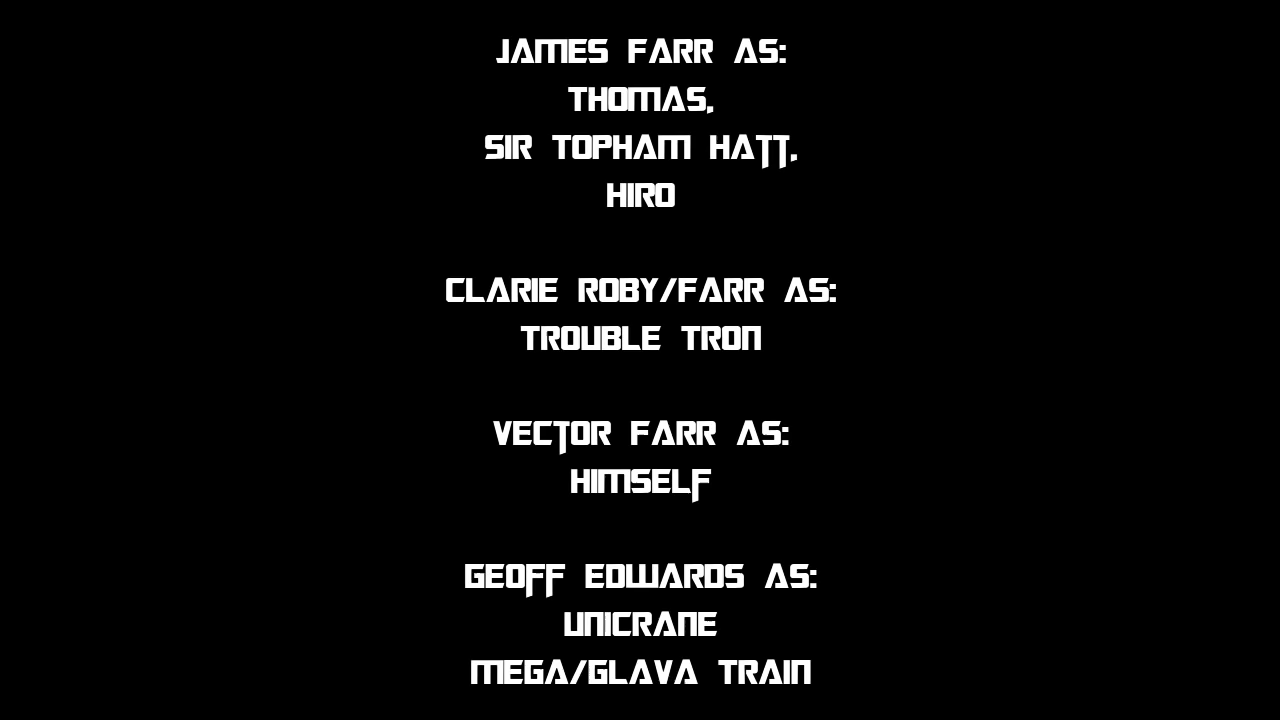 JAMES FARR AS:
THOMAS,
SIR TOPHAM HATT,
HIRO
CLARIE ROBY/FARR AS:
TROUBLE TRON
VECTOR FARR AS:
HIMSELF
GEOFF EDWARDS AS:
UNICRANE
MEGA/GLAVA TRAIN